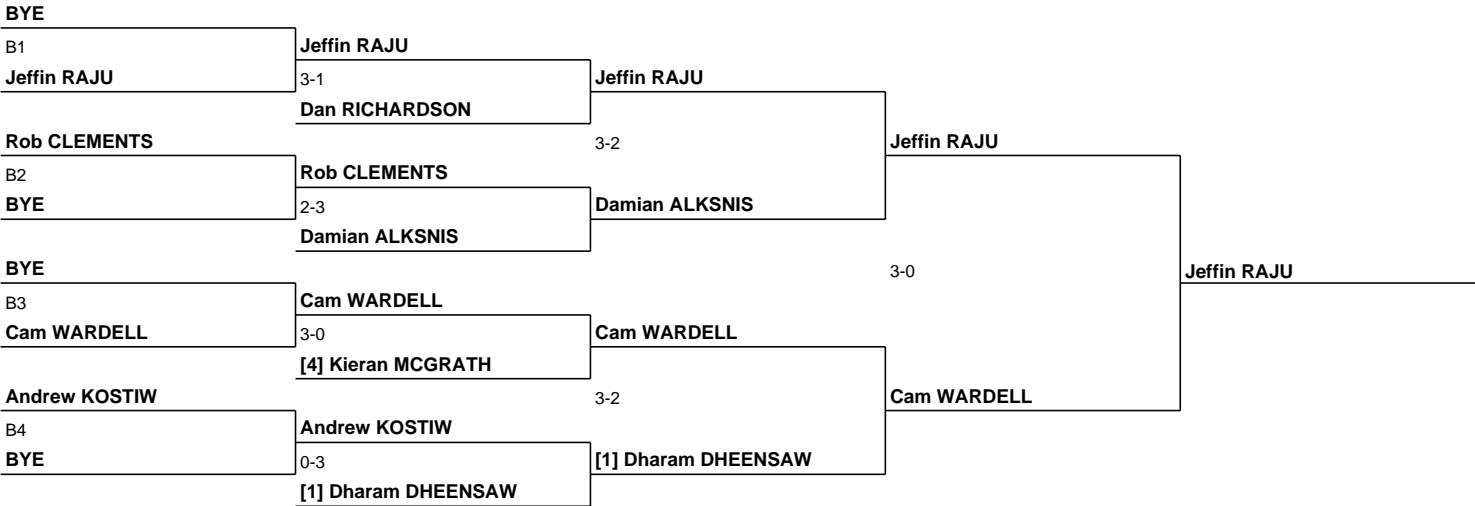 BYE
B1
Jeffin RAJU
Jeffin RAJU
3-1
Jeffin RAJU
Dan RICHARDSON
Rob CLEMENTS
3-2
Jeffin RAJU
B2
Rob CLEMENTS
BYE
2-3
Damian ALKSNIS
Damian ALKSNIS
BYE
3-0
Jeffin RAJU
B3
Cam WARDELL
Cam WARDELL
3-0
Cam WARDELL
[4] Kieran MCGRATH
Andrew KOSTIW
3-2
Cam WARDELL
B4
Andrew KOSTIW
BYE
0-3
[1] Dharam DHEENSAW
[1] Dharam DHEENSAW